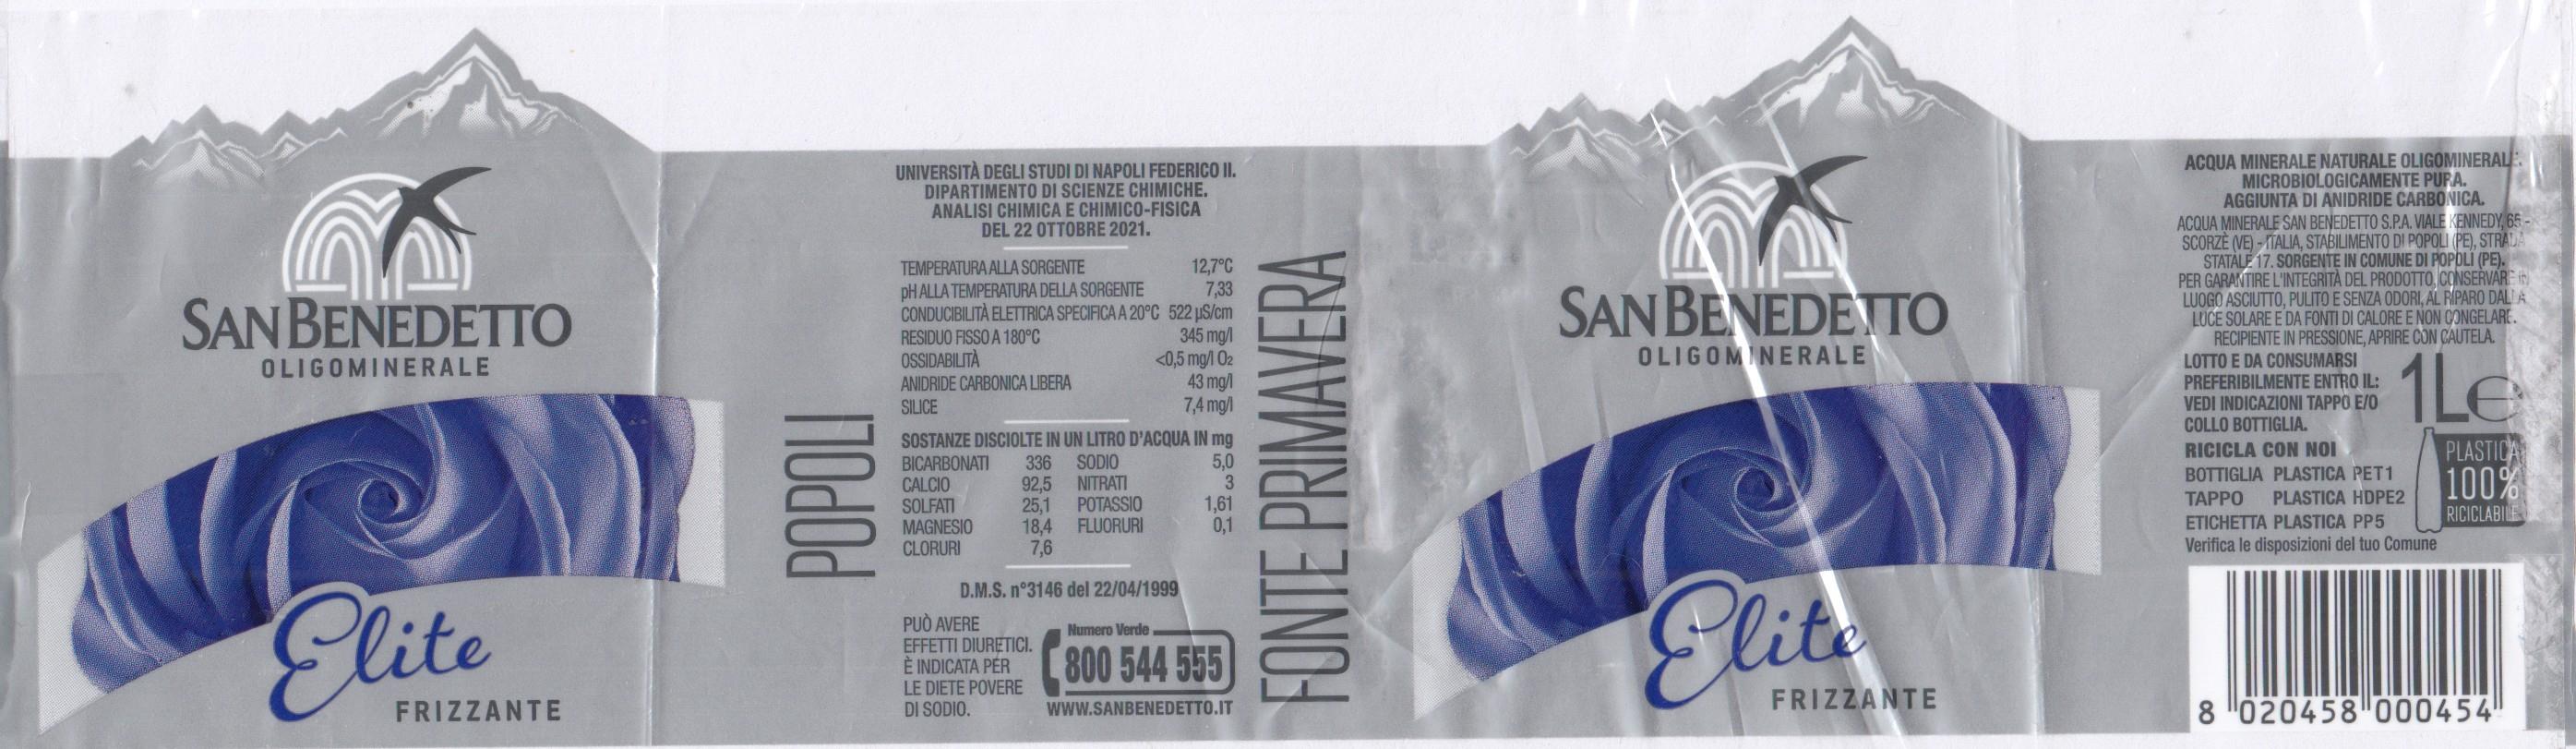 SAN BENEDETTO
OLIGOMINERALE
Elite
FRIZZANTE
POPOLI
UNIVERSITÀ DEGLI STUDI DI NAPOLI FEDERICO II.
DIPARTIMENTO DI SCIENZE CHIMICHE.
ANALISI CHIMICA E CHIMICO-FISICA
DEL 22 OTTOBRE 2021.
TEMPERATURA ALLA SORGENTE 12,7°C
pH ALLA TEMPERATURA DELLA SORGENTE 7,33
CONDUCIBILITÀ ELETTRICA SPECIFICA A 20°C 522 µS/cm
RESIDUO FISSO A 180°C 345 mg/l
OSSIDABILITÀ <0,5 mg/l O2
ANIDRIDE CARBONICA LIBERA 43 mg/l
SILICE 7,4 mg/l
SOSTANZE DISCIOLTE IN UN LITRO D'ACQUA IN mg
BICARBONATI 336 SODIO 5,0
CALCIO 92,5 NITRATI 3
SOLFATI 25,1 POTASSIO 1,61
MAGNESIO 18,4 FLUORURI 0,1
CLORURI 7,6
D.M.S. n°3146 del 22/04/1999
PUÒ AVERE
EFFETTI DIURETICI.
È INDICATA PER
LE DIETE POVERE
DI SODIO.
Numero Verde
800 544 555
WWW.SANBENEDETTO.IT
FONTE PRIMAVERA
SAN BENEDETTO
OLIGOMINERALE
Elite
FRIZZANTE
ACQUA MINERALE NATURALE OLIGOMINERALE.
MICROBIOLOGICAMENTE PURA.
AGGIUNTA DI ANIDRIDE CARBONICA.
ACQUA MINERALE SAN BENEDETTO S.P.A. VIALE KENNEDY, 65 -
SCORZÈ (VE) - ITALIA, STABILIMENTO DI POPOLI (PE), STRADA
STATALE 17. SORGENTE IN COMUNE DI POPOLI (PE).
PER GARANTIRE L'INTEGRITÀ DEL PRODOTTO, CONSERVARE IN
LUOGO ASCIUTTO, PULITO E SENZA ODORI, AL RIPARO DALLA
LUCE SOLARE E DA FONTI DI CALORE E NON CONGELARE.
RECIPIENTE IN PRESSIONE, APRIRE CON CAUTELA.
LOTTO E DA CONSUMARSI
PREFERIBILMENTE ENTRO IL:
VEDI INDICAZIONI TAPPO E/O
COLLO BOTTIGLIA.
1L e
RICICLA CON NOI
BOTTIGLIA PLASTICA PET1
TAPPO PLASTICA HDPE2
ETICHETTA PLASTICA PP5
Verifica le disposizioni del tuo Comune
PLASTICA
100%
RICICLABILE
8 020458 000454